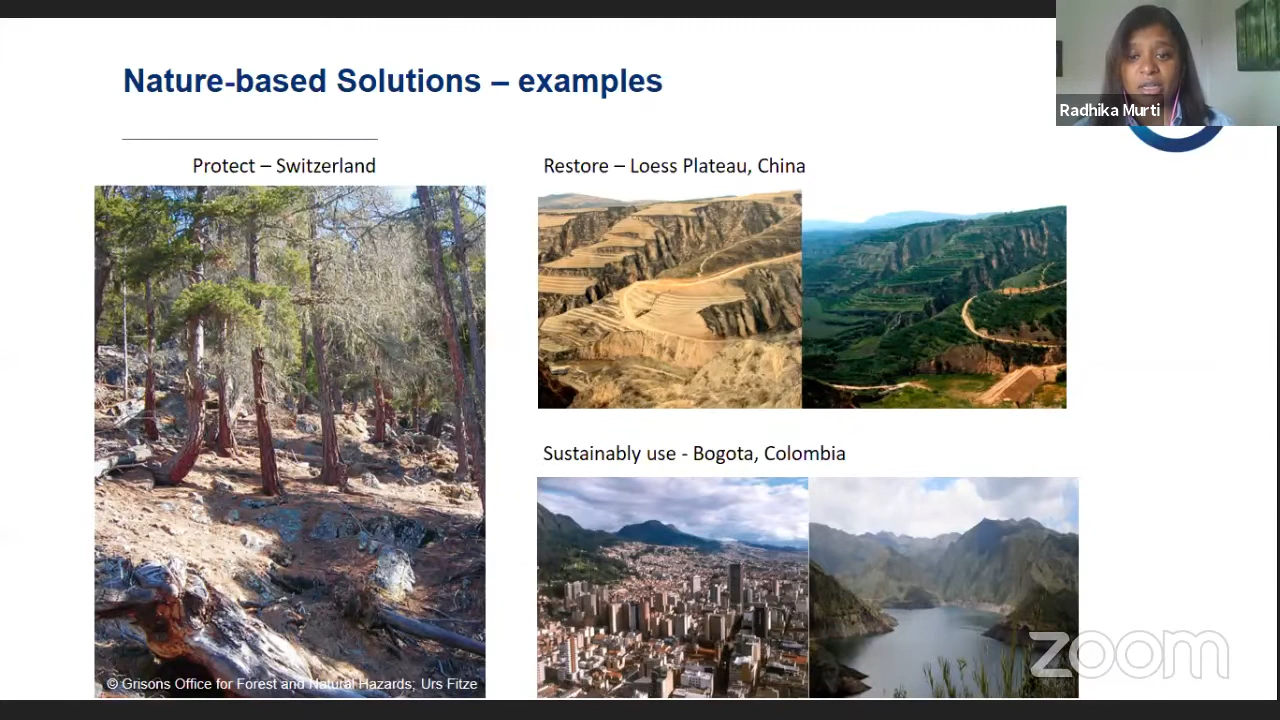 Nature-based Solutions – examples
Radhika Murti
Protect – Switzerland
Restore – Loess Plateau, China
Sustainably use - Bogota, Colombia
© Grisons Office for Forest and Natural Hazards; Urs Fitze
zoom